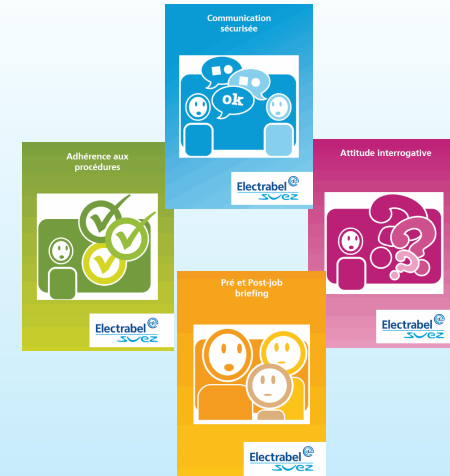 Communication
sécurisée
ok
Electrabel
suez
Adhérence aux
procédures
Electrabel
suez
Attitude interrogative
? ? ?
Electrabel
suez
Pré et Post-job
briefing
Electrabel
suez